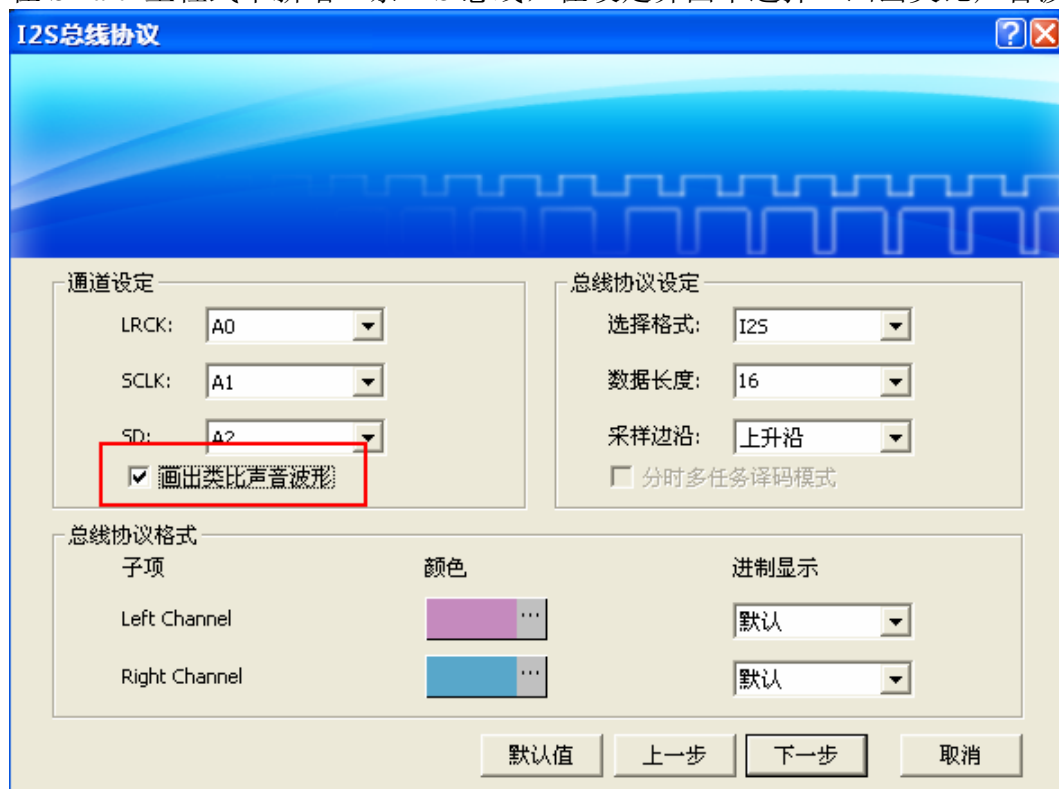 I2S总线协议
通道设定
LRCK: A0
SCLK: A1
SD: A2
画出类比声音波形
总线协议设定
选择格式: I2S
数据长度: 16
采样边沿: 上升沿
分时多任务译码模式
总线协议格式
子项 颜色 进制显示
Left Channel ... 默认
Right Channel ... 默认
默认值 上一步 下一步 取消